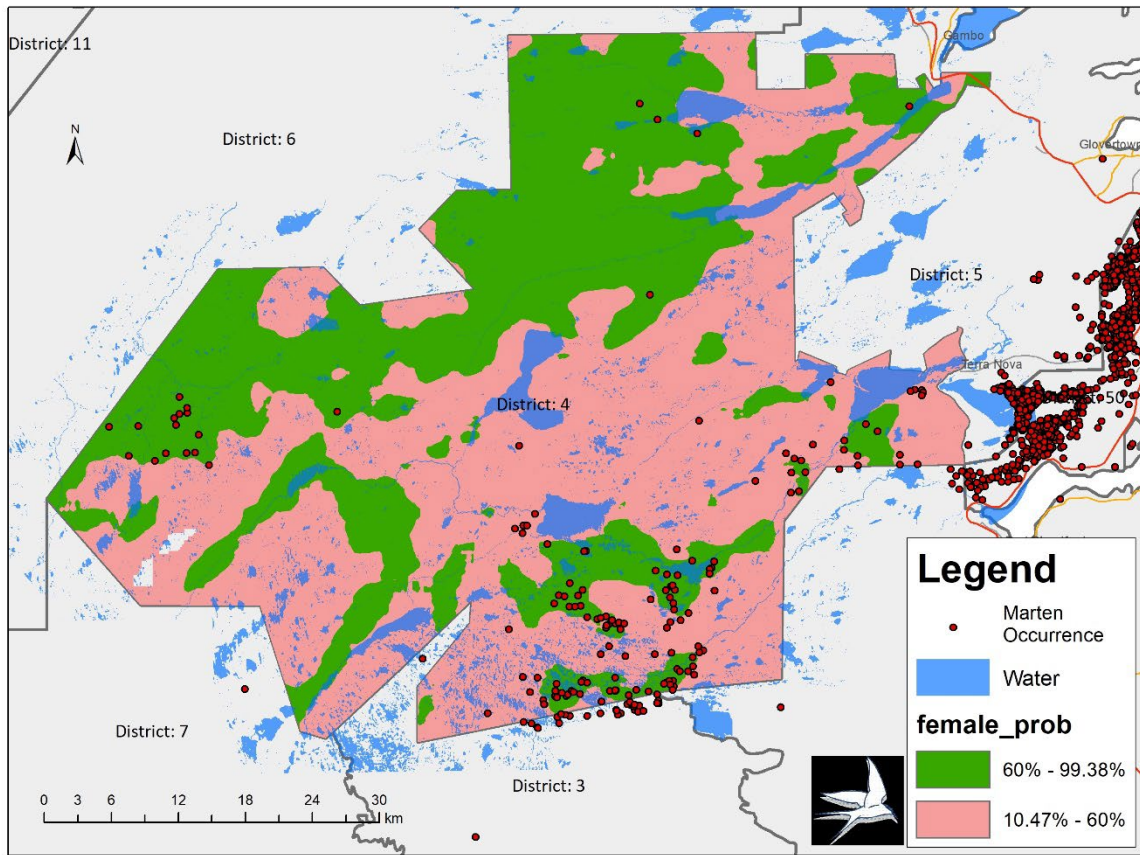 District: 11
Gambo
N
District: 6
Glovertown
District: 5
Terra Nova
District: 4
50
District: 7
District: 3
0 3 6 12 18 24 30
km
Legend
Marten
Occurrence
Water
female_prob
60% - 99.38%
10.47% - 60%